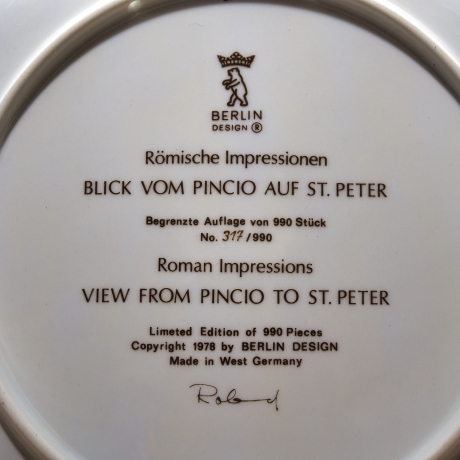 BERLIN
DESIGN ®
Römische Impressionen
BLICK VOM PINCIO AUF ST. PETER
Begrenzte Auflage von 990 Stück
No. 317/990
Roman Impressions
VIEW FROM PINCIO TO ST. PETER
Limited Edition of 990 Pieces
Copyright 1978 by BERLIN DESIGN
Made in West Germany
Roland